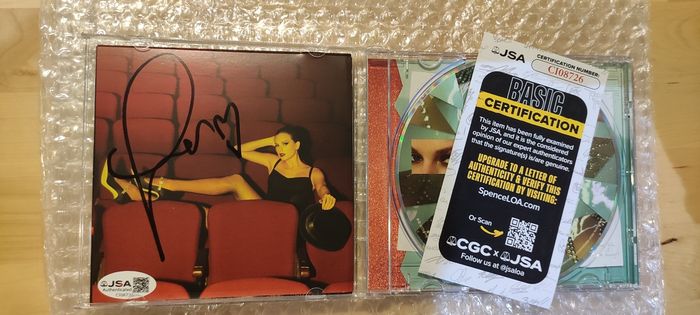 JSA
Authenticated
CI08726
JSA
CERTIFICATION NUMBER:
CI08726
BASIC
CERTIFICATION
This item has been fully examined
by JSA, and it is the considered
opinion of our expert authenticators
that the signature(s) is/are genuine.
UPGRADE TO A LETTER OF
AUTHENTICITY & VERIFY THIS
CERTIFICATION BY VISITING:
SpenceLOA.com
Or Scan
CGC x JSA
Follow us at @jsaloa